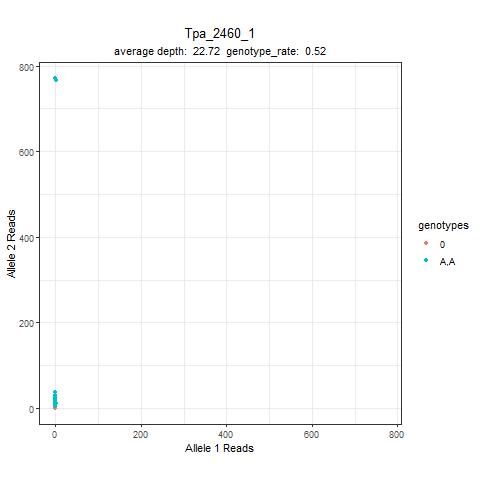 Tpa_2460_1
average depth:  22.72  genotype_rate:  0.52
800
600
400
200
0
Allele 2 Reads
0
200
400
600
800
Allele 1 Reads
genotypes
0
A,A